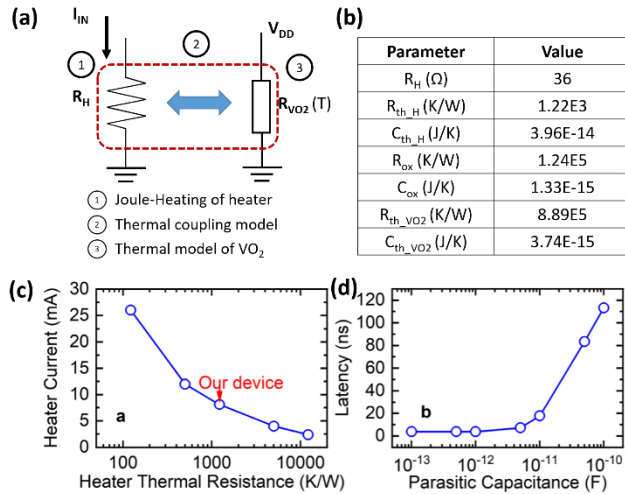 (a)
I_IN
V_DD
2
1
3
R_H
R_VO2 (T)
1 Joule-Heating of heater
2 Thermal coupling model
3 Thermal model of VO_2
(b)
Parameter Value
R_H (Ω) 36
R_th_H (K/W) 1.22E3
C_th_H (J/K) 3.96E-14
R_ox (K/W) 1.24E5
C_ox (J/K) 1.33E-15
R_th_VO2 (K/W) 8.89E5
C_th_VO2 (J/K) 3.74E-15
(c)
Heater Current (mA)
30
25
20
15
10
5
0
Our device
a
100 1000 10000
Heater Thermal Resistance (K/W)
(d)
Latency (ns)
120
100
80
60
40
20
0
b
10^-13 10^-12 10^-11 10^-10
Parasitic Capacitance (F)